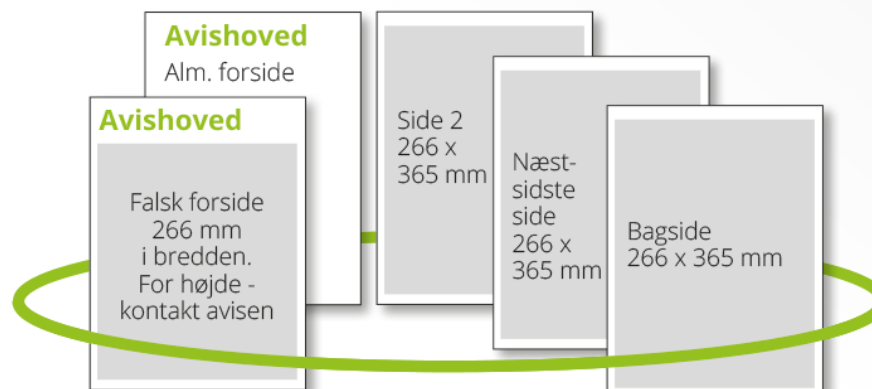 Avishoved
Alm. forside
Avishoved
Falsk forside
266 mm
i bredden.
For højde -
kontakt avisen
Side 2
266 x
365 mm
Næst-
sidste
side
266 x
365 mm
Bagside
266 x 365 mm